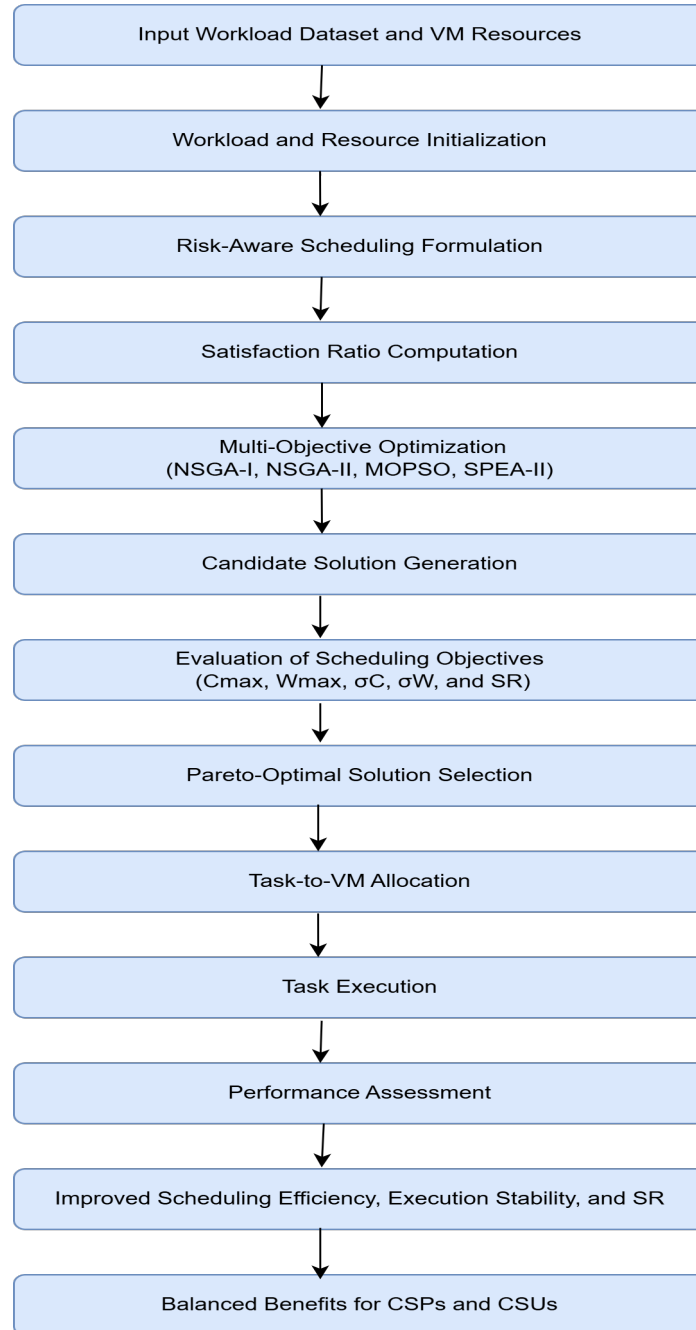 Input Workload Dataset and VM Resources
Workload and Resource Initialization
Risk-Aware Scheduling Formulation
Satisfaction Ratio Computation
Multi-Objective Optimization
(NSGA-I, NSGA-II, MOPSO, SPEA-II)
Candidate Solution Generation
Evaluation of Scheduling Objectives
(Cmax, Wmax, σC, σW, and SR)
Pareto-Optimal Solution Selection
Task-to-VM Allocation
Task Execution
Performance Assessment
Improved Scheduling Efficiency, Execution Stability, and SR
Balanced Benefits for CSPs and CSUs